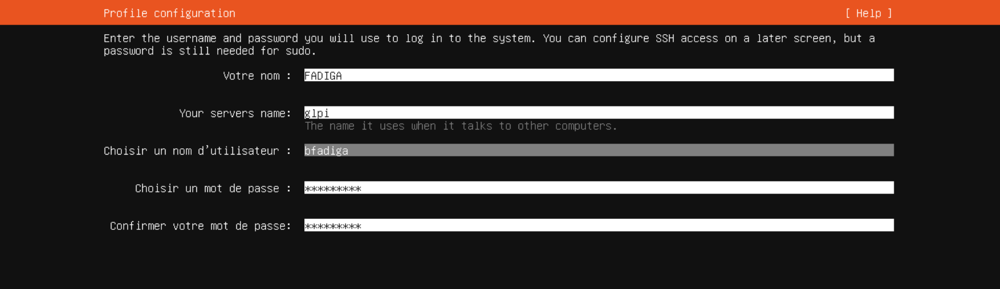 Profile configuration [ Help ]
Enter the username and password you will use to log in to the system. You can configure SSH access on a later screen, but a
password is still needed for sudo.
Votre nom : FADIGA
Your servers name: glpi
The name it uses when it talks to other computers.
Choisir un nom d'utilisateur : bfadiga
Choisir un mot de passe : *********
Confirmer votre mot de passe: *********